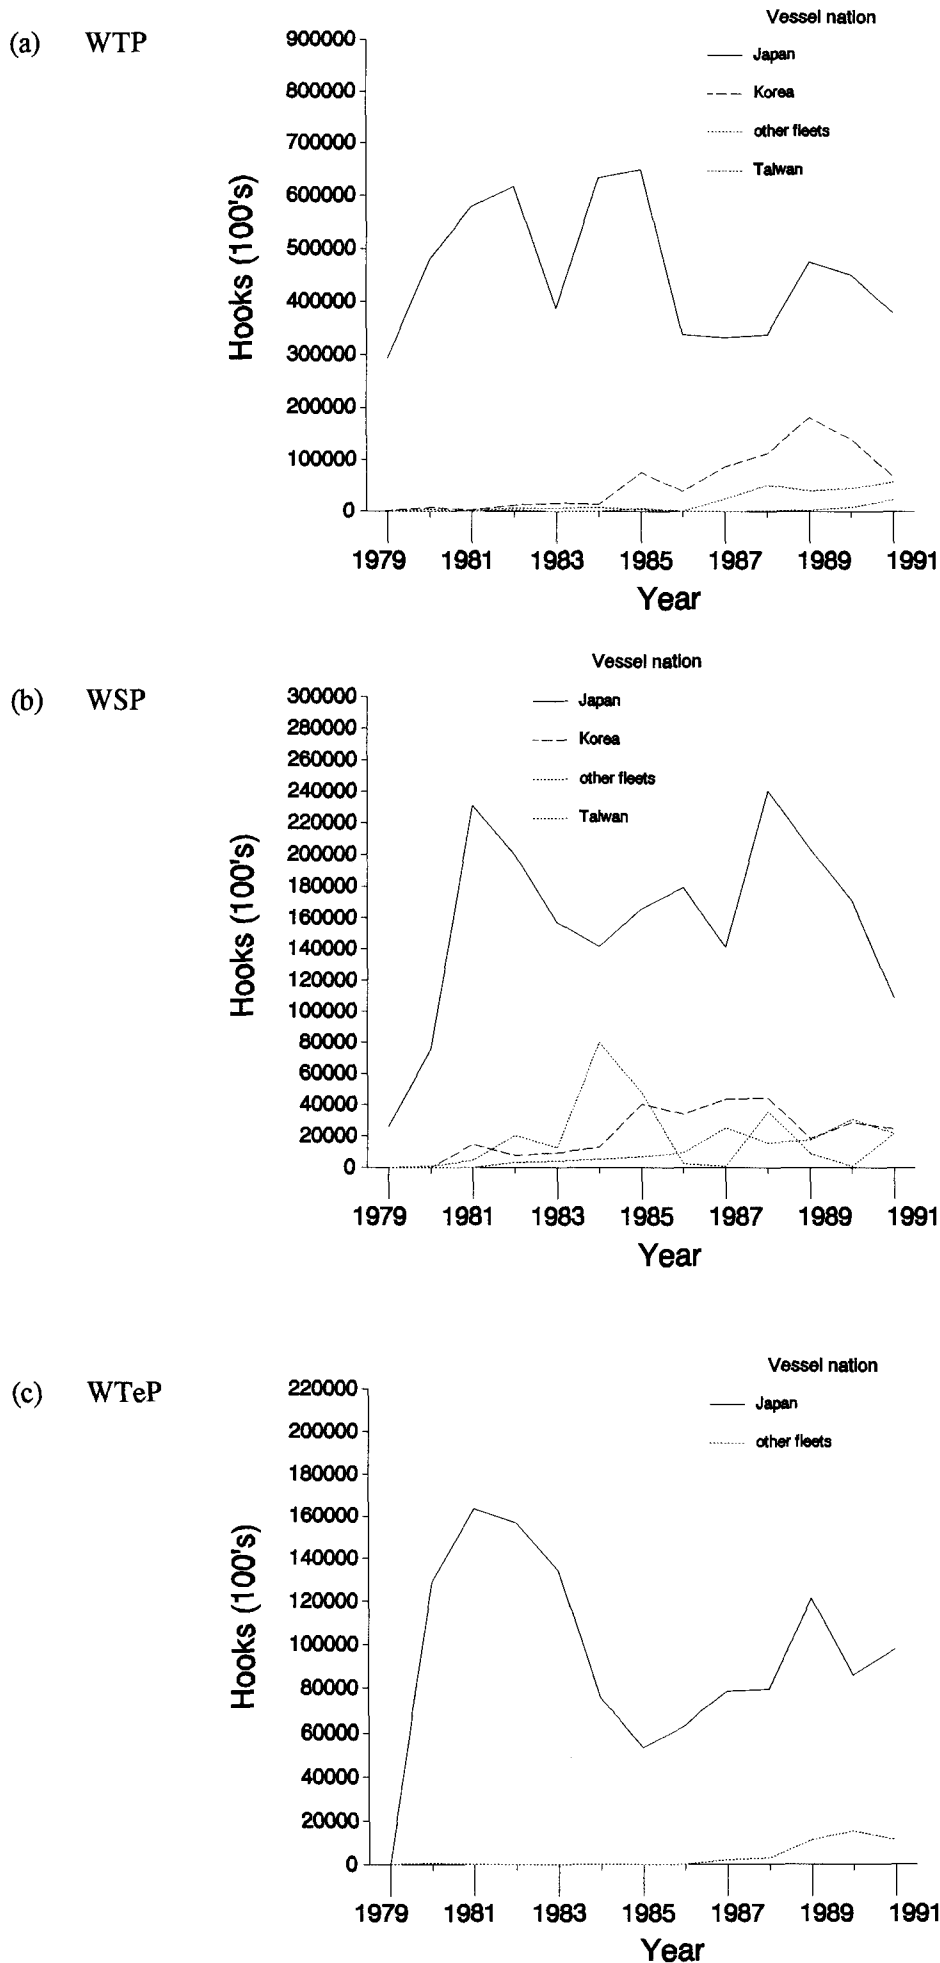 (a) WTP
Vessel nation
Japan
Korea
other fleets
Taiwan
Hooks (100's)
900000
800000
700000
600000
500000
400000
300000
200000
100000
0
1979 1981 1983 1985 1987 1989 1991
Year
(b) WSP
Vessel nation
Japan
Korea
other fleets
Taiwan
Hooks (100's)
300000
280000
260000
240000
220000
200000
180000
160000
140000
120000
100000
80000
60000
40000
20000
0
1979 1981 1983 1985 1987 1989 1991
Year
(c) WTeP
Vessel nation
Japan
other fleets
Hooks (100's)
220000
200000
180000
160000
140000
120000
100000
80000
60000
40000
20000
0
1979 1981 1983 1985 1987 1989 1991
Year